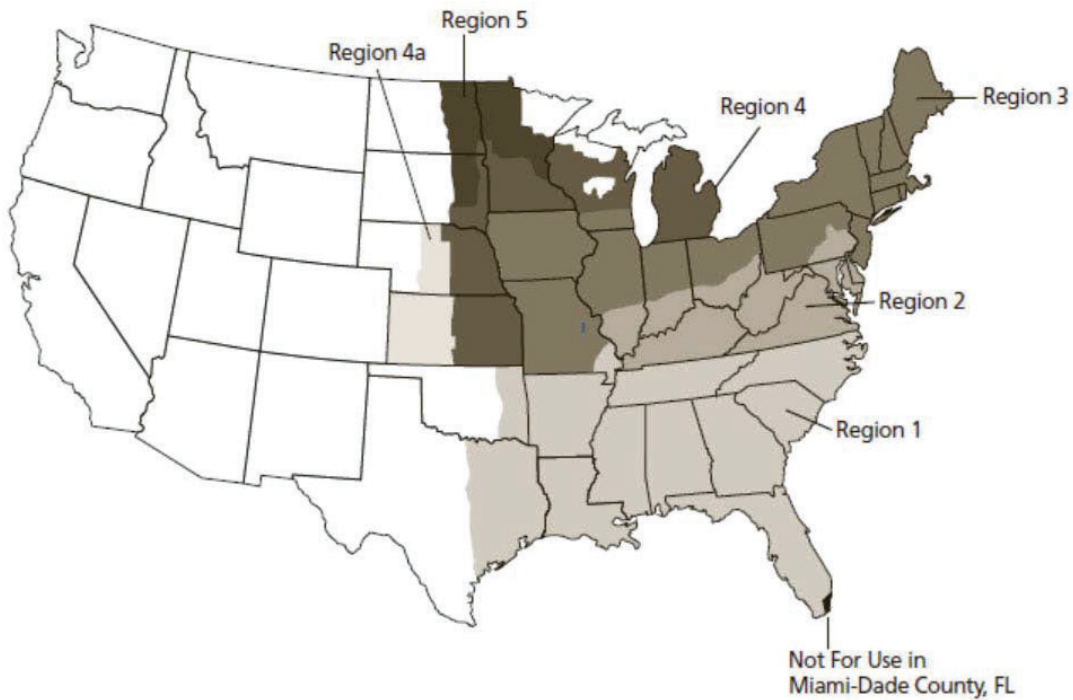 Region 5
Region 4a
Region 4
Region 3
Region 2
Region 1
Not For Use in
Miami-Dade County, FL